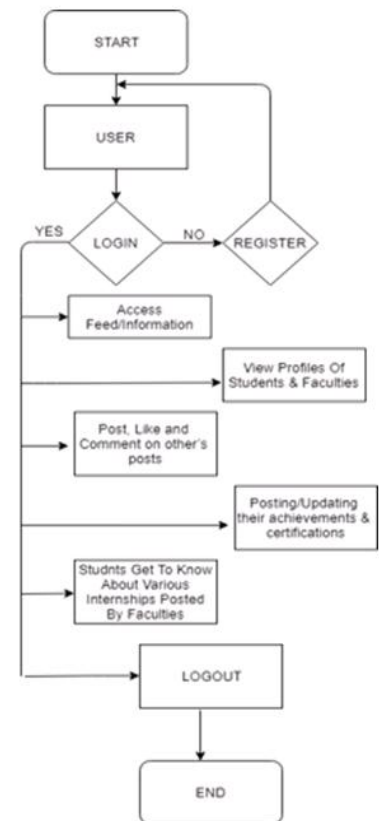 START
USER
YES
LOGIN
NO
REGISTER
Access
Feed/Information
View Profiles Of
Students & Faculties
Post, Like and
Comment on other's
posts
Posting/Updating
their achievements &
certifications
Studnts Get To Know
About Various
Internships Posted
By Faculties
LOGOUT
END